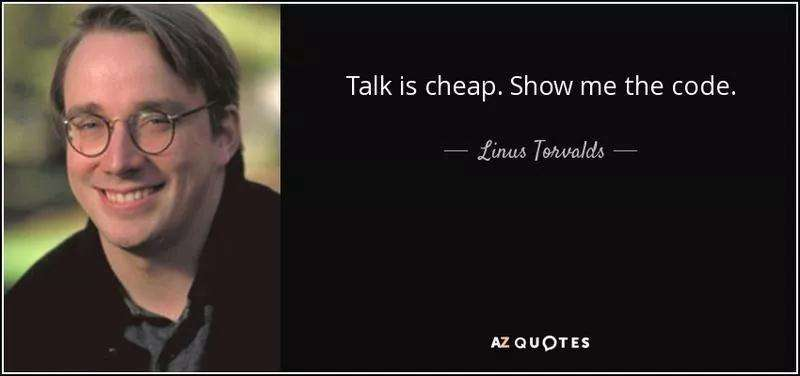 Talk is cheap. Show me the code.
— Linus Torvalds —
AZ QUOTES